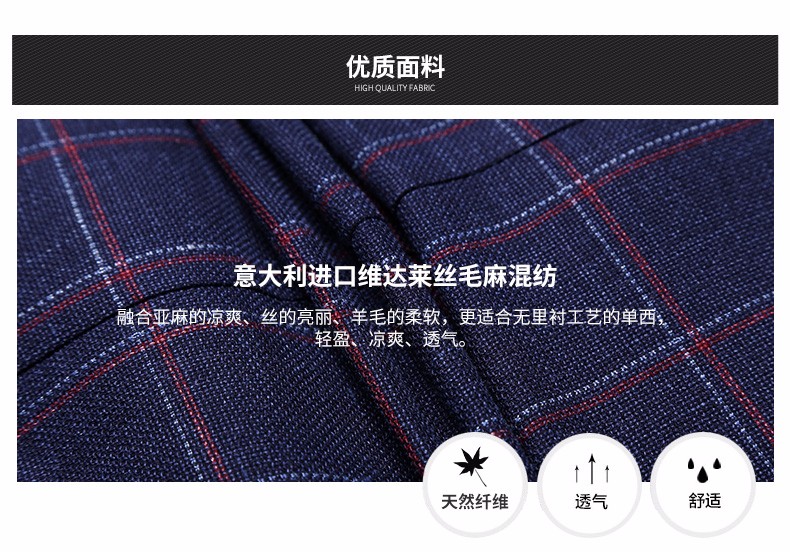 优质面料
HIGH QUALITY FABRIC
意大利进口维达莱丝毛麻混纺
融合亚麻的凉爽、丝的亮丽、羊毛的柔软，更适合无里衬工艺的单西，
轻盈、凉爽、透气。
天然纤维
透气
舒适